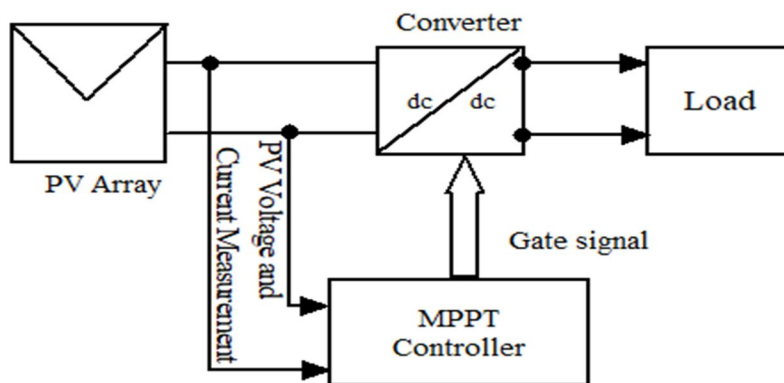 Converter
dc
dc
Load
PV Array
PV Voltage and
Current Measurement
Gate signal
MPPT
Controller